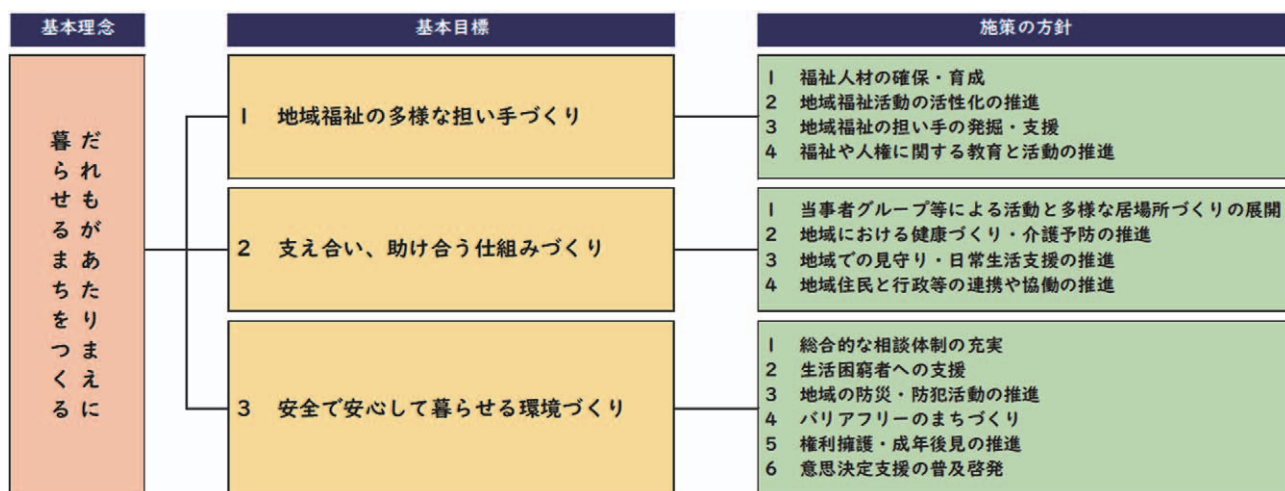 基本理念
基本目標
施策の方針
だれもがあたりまえに
暮らせるまちをつくる
1 地域福祉の多様な担い手づくり
1 福祉人材の確保・育成
2 地域福祉活動の活性化の推進
3 地域福祉の担い手の発掘・支援
4 福祉や人権に関する教育と活動の推進
2 支え合い、助け合う仕組みづくり
1 当事者グループ等による活動と多様な居場所づくりの展開
2 地域における健康づくり・介護予防の推進
3 地域での見守り・日常生活支援の推進
4 地域住民と行政等の連携や協働の推進
3 安全で安心して暮らせる環境づくり
1 総合的な相談体制の充実
2 生活困窮者への支援
3 地域の防災・防犯活動の推進
4 バリアフリーのまちづくり
5 権利擁護・成年後見の推進
6 意思決定支援の普及啓発